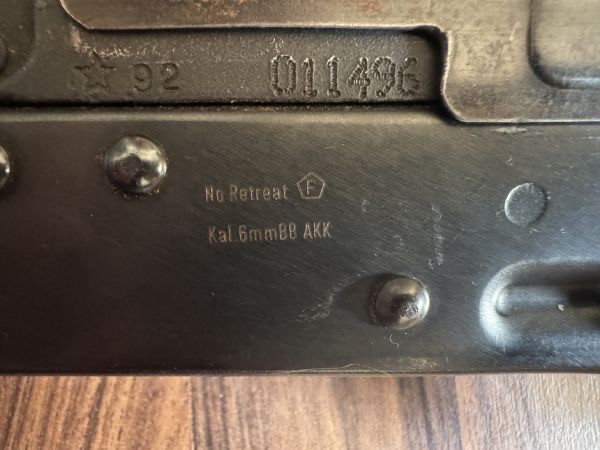 ☆ 92 011496
No Retreat F
Kal.6mmBB AKK